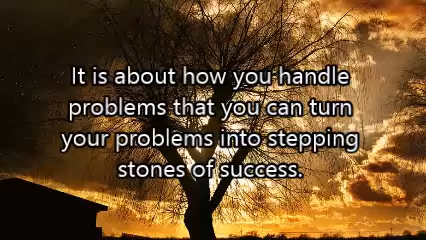 It is about how you handle
problems that you can turn
your problems into stepping
stones of success.